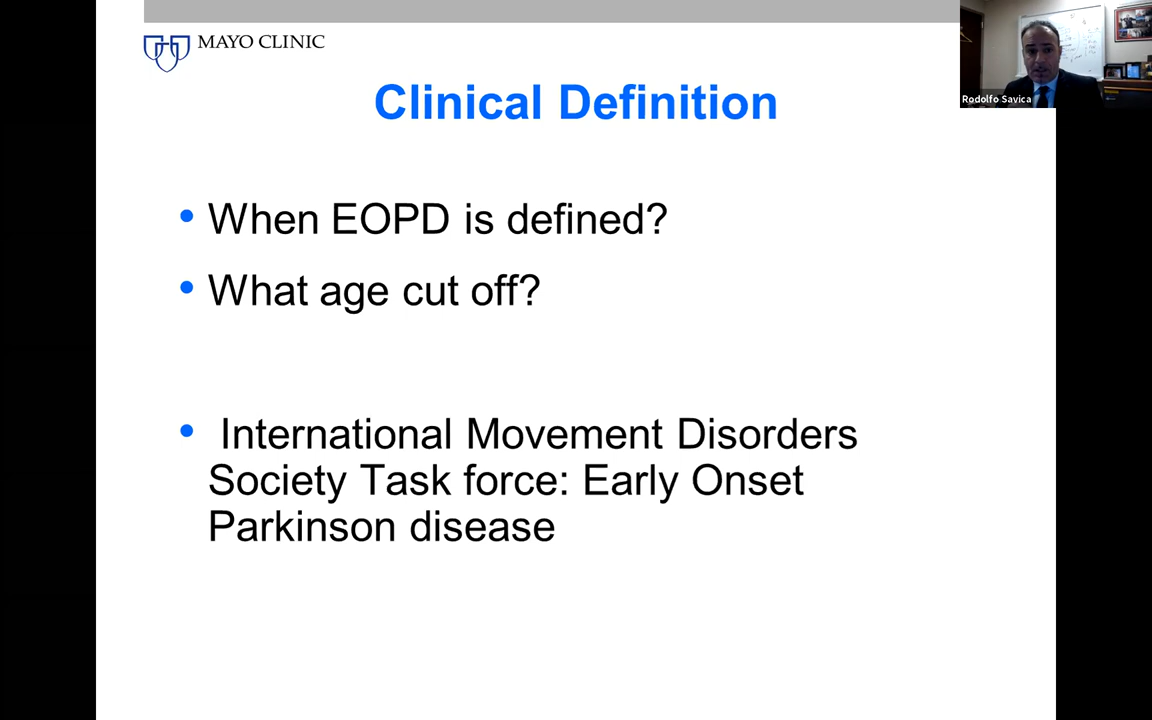 MAYO CLINIC
Rodolfo Savica
Clinical Definition
When EOPD is defined?
What age cut off?
International Movement Disorders
Society Task force: Early Onset
Parkinson disease